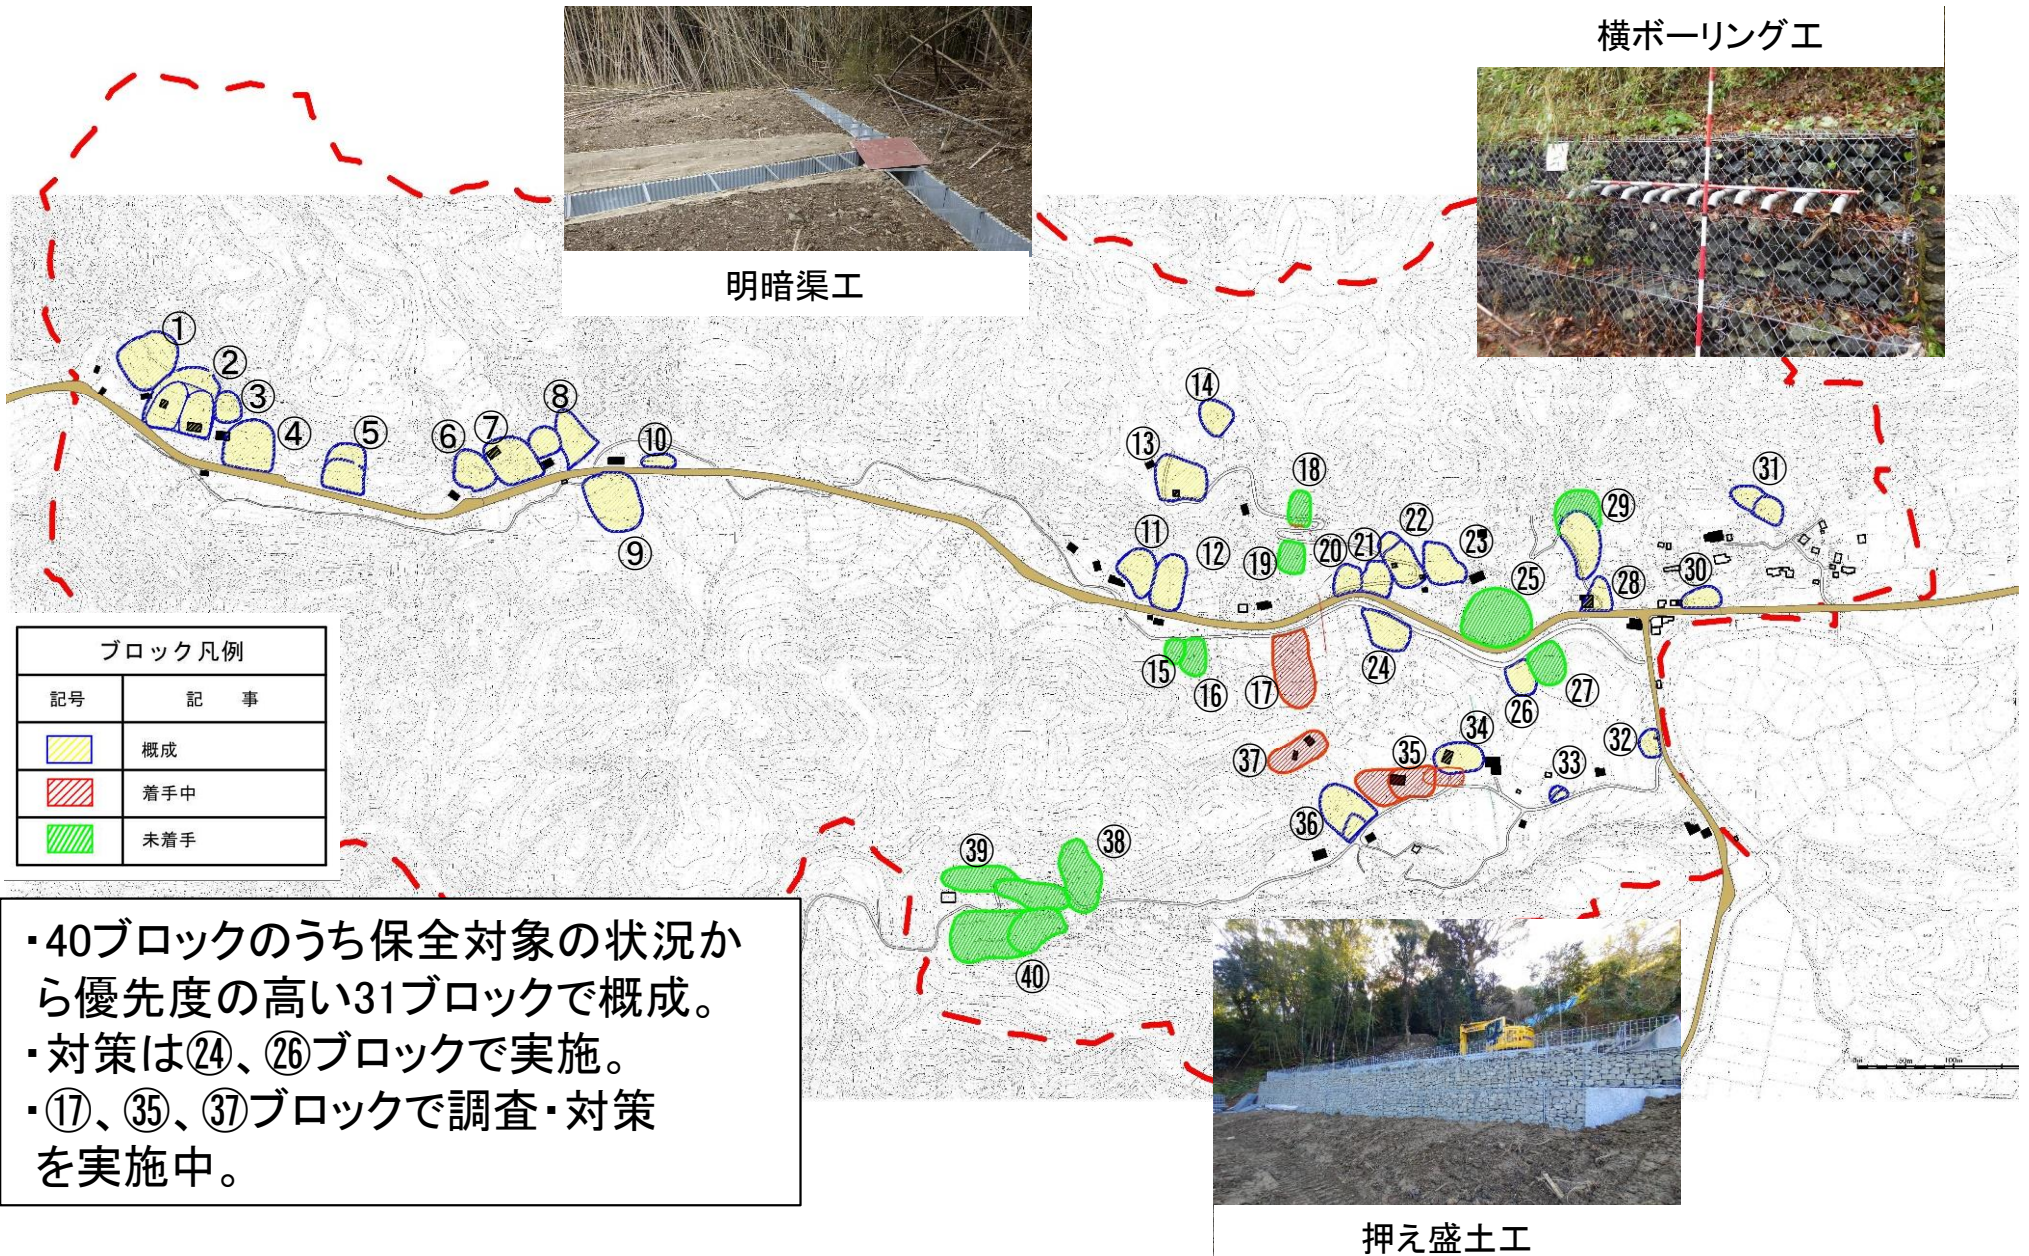 横ボーリング工
明暗渠工
①
②
③
④
⑤
⑥
⑦
⑧
⑨
⑩
⑪
⑫
⑬
⑭
⑮
⑯
⑰
⑱
⑲
⑳
㉑
㉒
㉓
㉔
㉕
㉖
㉗
㉘
㉙
㉚
㉛
㉜
㉝
㉞
㉟
㊱
㊲
㊳
㊴
㊵
ブロック凡例
記号 記 事
概成
着手中
未着手
・40ブロックのうち保全対象の状況か
ら優先度の高い31ブロックで概成。
・対策は㉔、㉖ブロックで実施。
・⑰、㉟、㊲ブロックで調査・対策
を実施中。
0m 50m 100m
押え盛土工